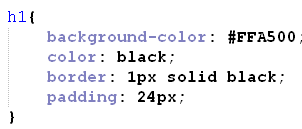 h1{
background-color: #FFA500;
color: black;
border: 1px solid black;
padding: 24px;
}